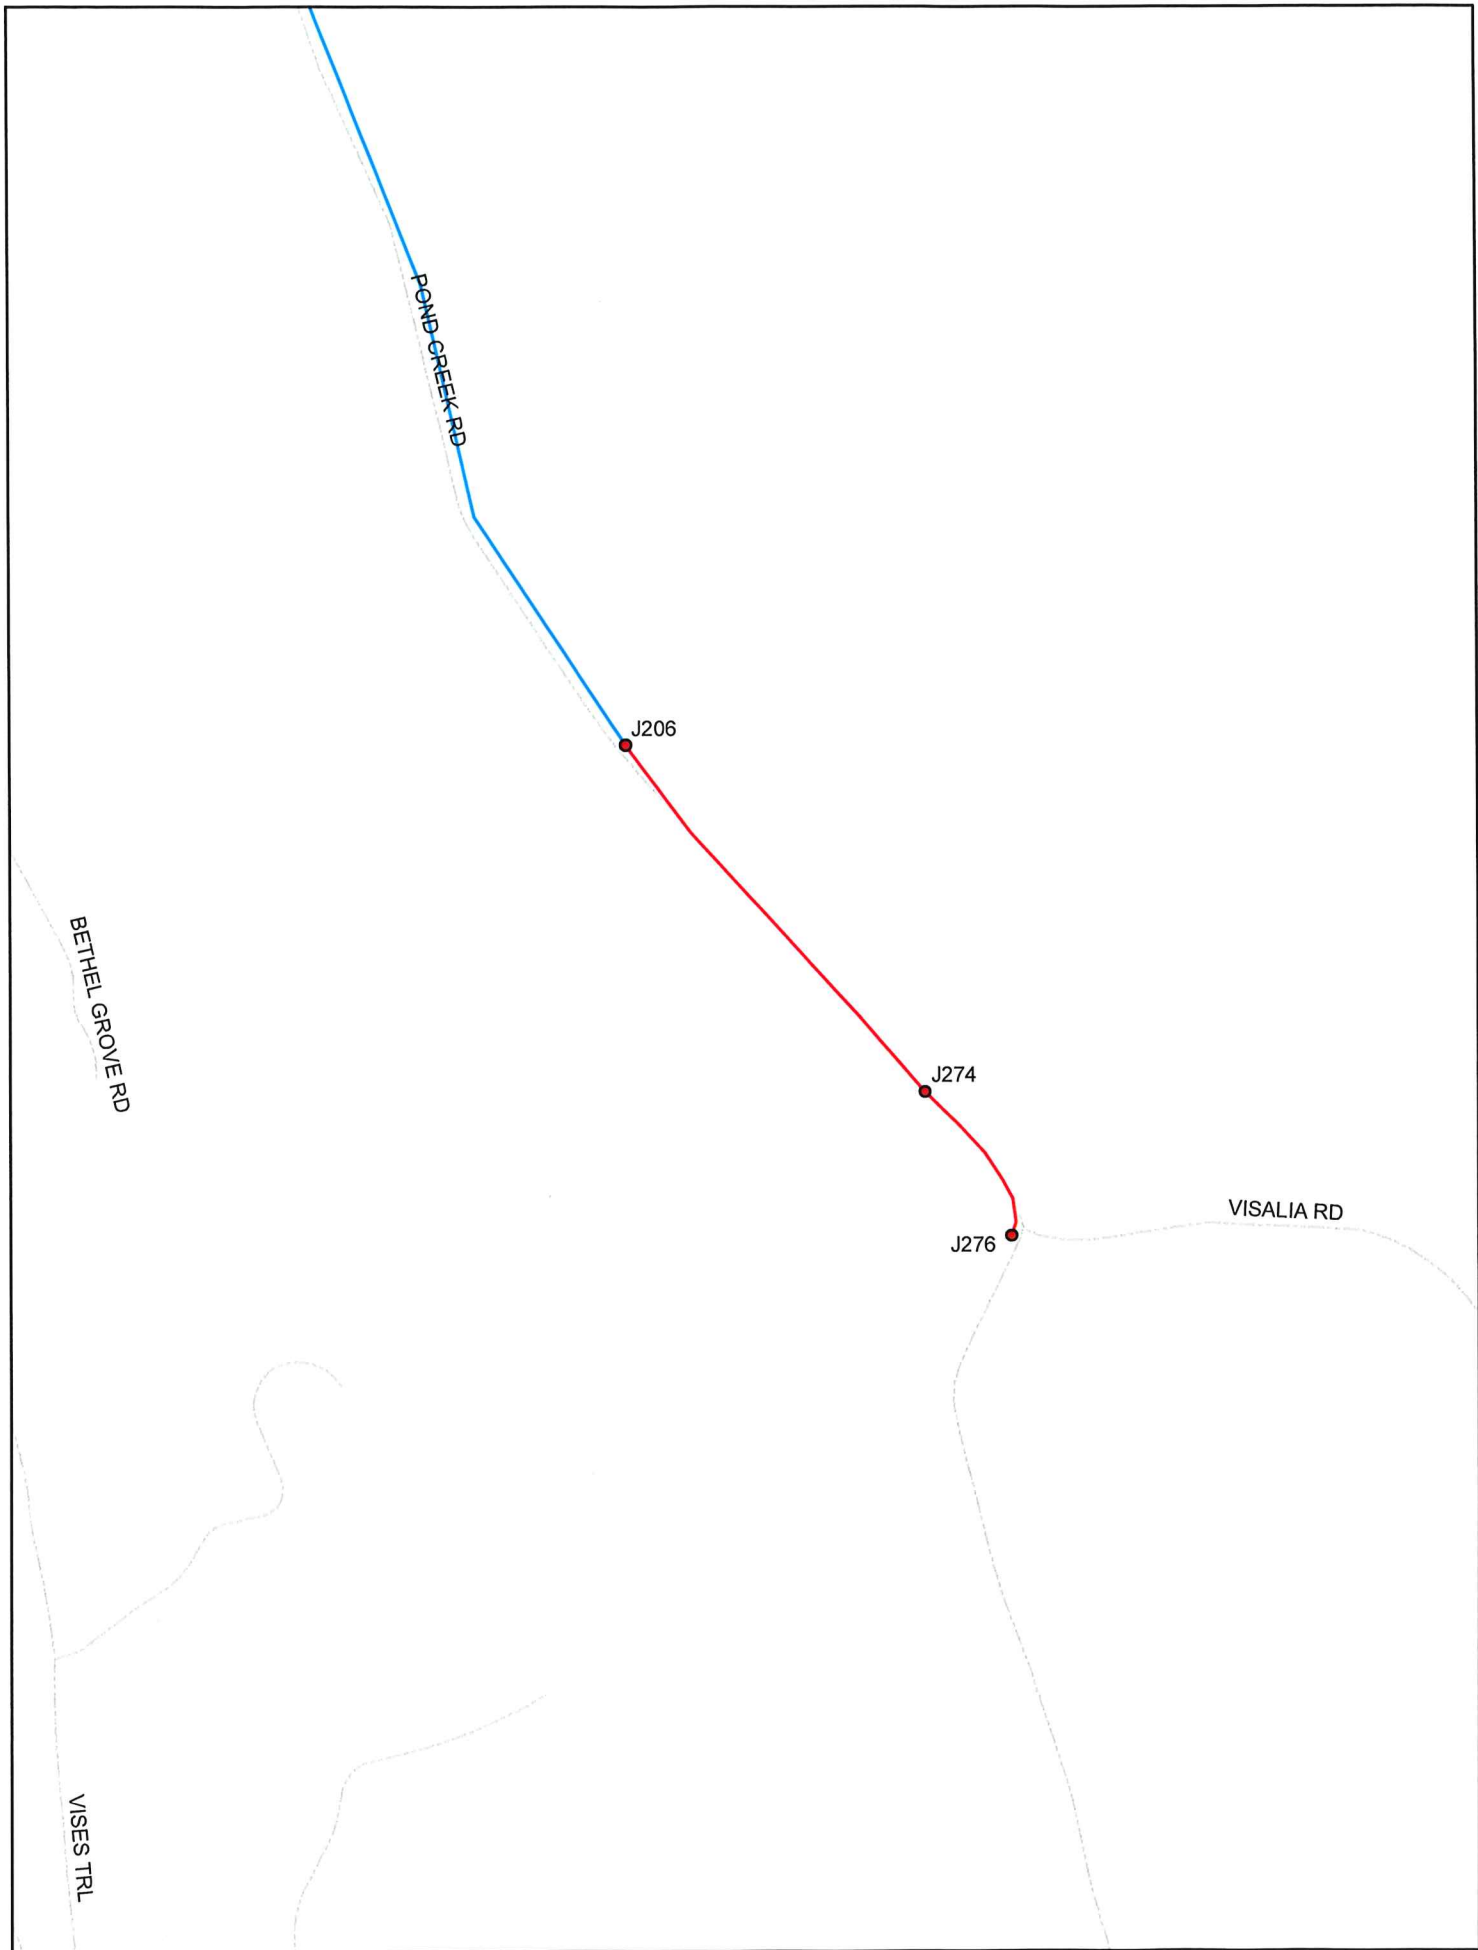 POND CREEK RD
J206
BETHEL GROVE RD
J274
VISALIA RD
J276
VISES TRL